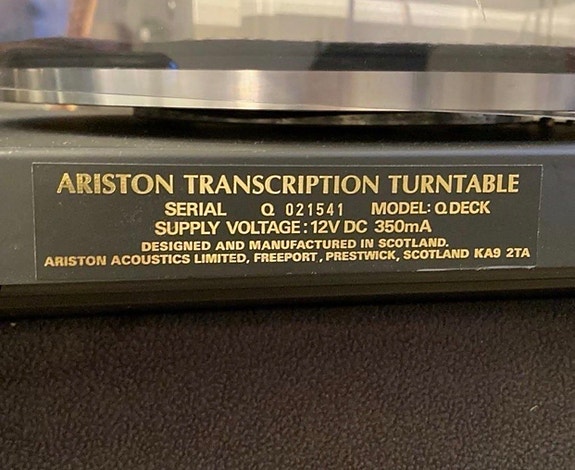 ARISTON TRANSCRIPTION TURNTABLE
SERIAL Q 021541 MODEL: Q.DECK
SUPPLY VOLTAGE: 12V DC 350mA
DESIGNED AND MANUFACTURED IN SCOTLAND.
ARISTON ACOUSTICS LIMITED, FREEPORT, PRESTWICK, SCOTLAND KA9 2TA